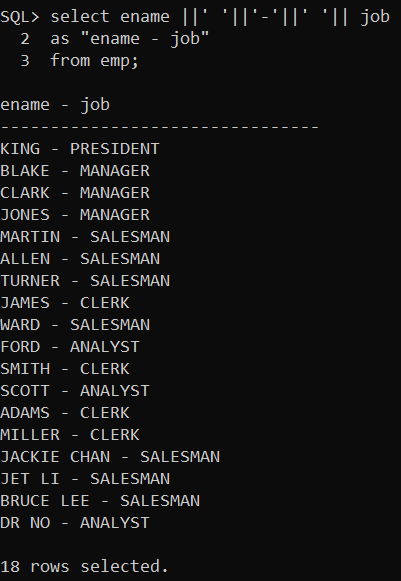 SQL> select ename ||' '||'-'||' '|| job
2 as "ename - job"
3 from emp;
ename - job
--------------------------------
KING - PRESIDENT
BLAKE - MANAGER
CLARK - MANAGER
JONES - MANAGER
MARTIN - SALESMAN
ALLEN - SALESMAN
TURNER - SALESMAN
JAMES - CLERK
WARD - SALESMAN
FORD - ANALYST
SMITH - CLERK
SCOTT - ANALYST
ADAMS - CLERK
MILLER - CLERK
JACKIE CHAN - SALESMAN
JET LI - SALESMAN
BRUCE LEE - SALESMAN
DR NO - ANALYST
18 rows selected.